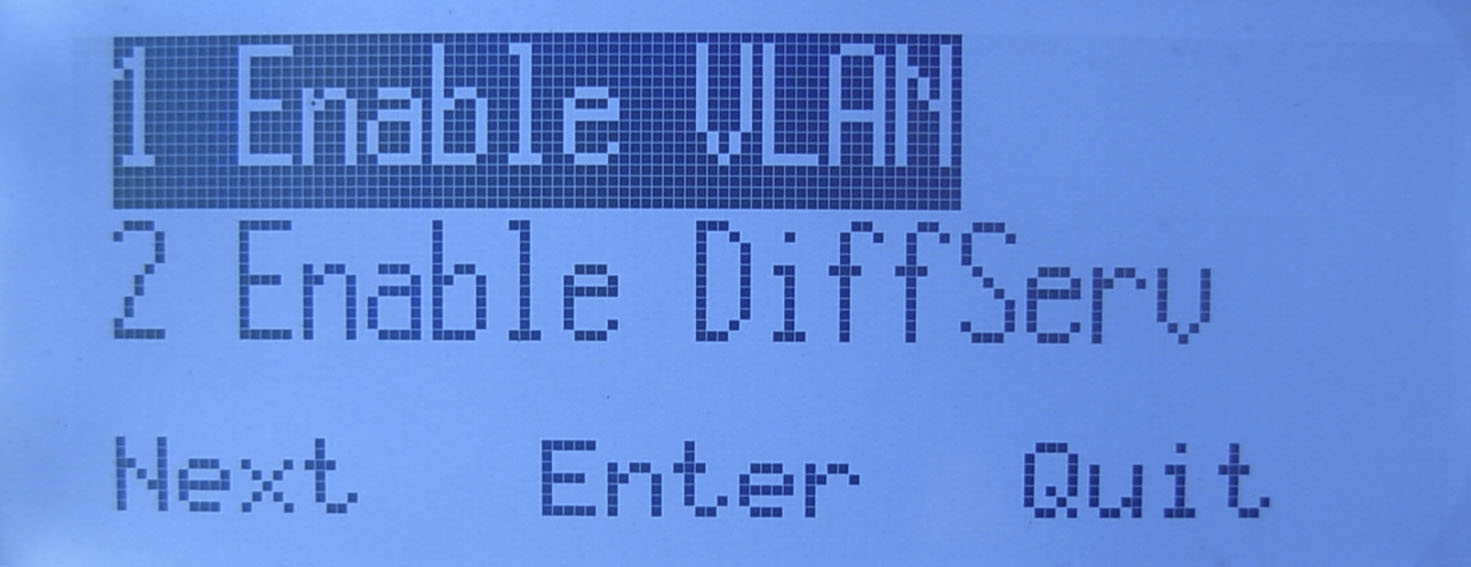 1 Enable VLAN
2 Enable DiffServ
Next Enter Quit